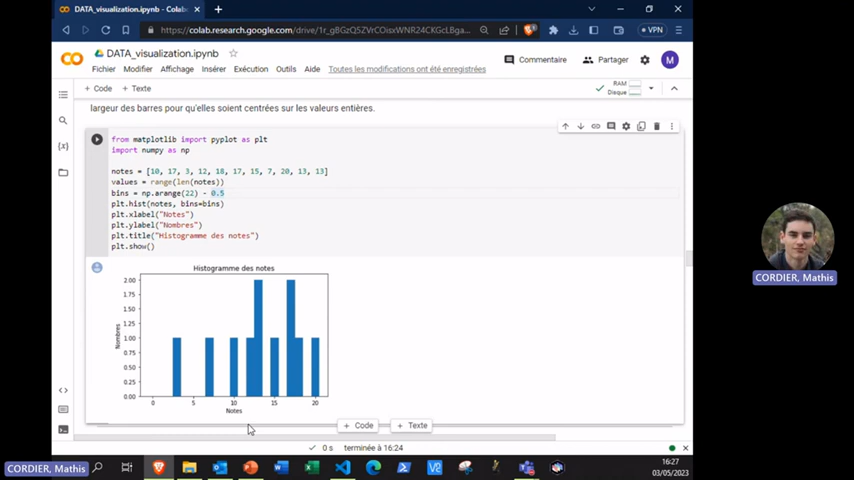 DATA_visualization.ipynb - Colab
https://colab.research.google.com/drive/1r_gBGzQ5ZVrCOisxWNR24CKGcLBga...
VPN
DATA_visualization.ipynb
Commentaire
Partager
M
Fichier Modifier Affichage Insérer Exécution Outils Aide Toutes les modifications ont été enregistrées
+ Code + Texte
RAM
Disque
largeur des barres pour qu'elles soient centrées sur les valeurs entières.
from matplotlib import pyplot as plt
import numpy as np
notes = [10, 17, 3, 12, 18, 17, 15, 7, 20, 13, 13]
values = range(len(notes))
bins = np.arange(22) - 0.5
plt.hist(notes, bins=bins)
plt.xlabel("Notes")
plt.ylabel("Nombres")
plt.title("Histogramme des notes")
plt.show()
Histogramme des notes
2.00
1.75
1.50
1.25
1.00
0.75
0.50
0.25
0.00
Nombres
0 5 10 15 20
Notes
+ Code + Texte
0 s terminée à 16:24
CORDIER, Mathis
16:27
03/05/2023
CORDIER, Mathis